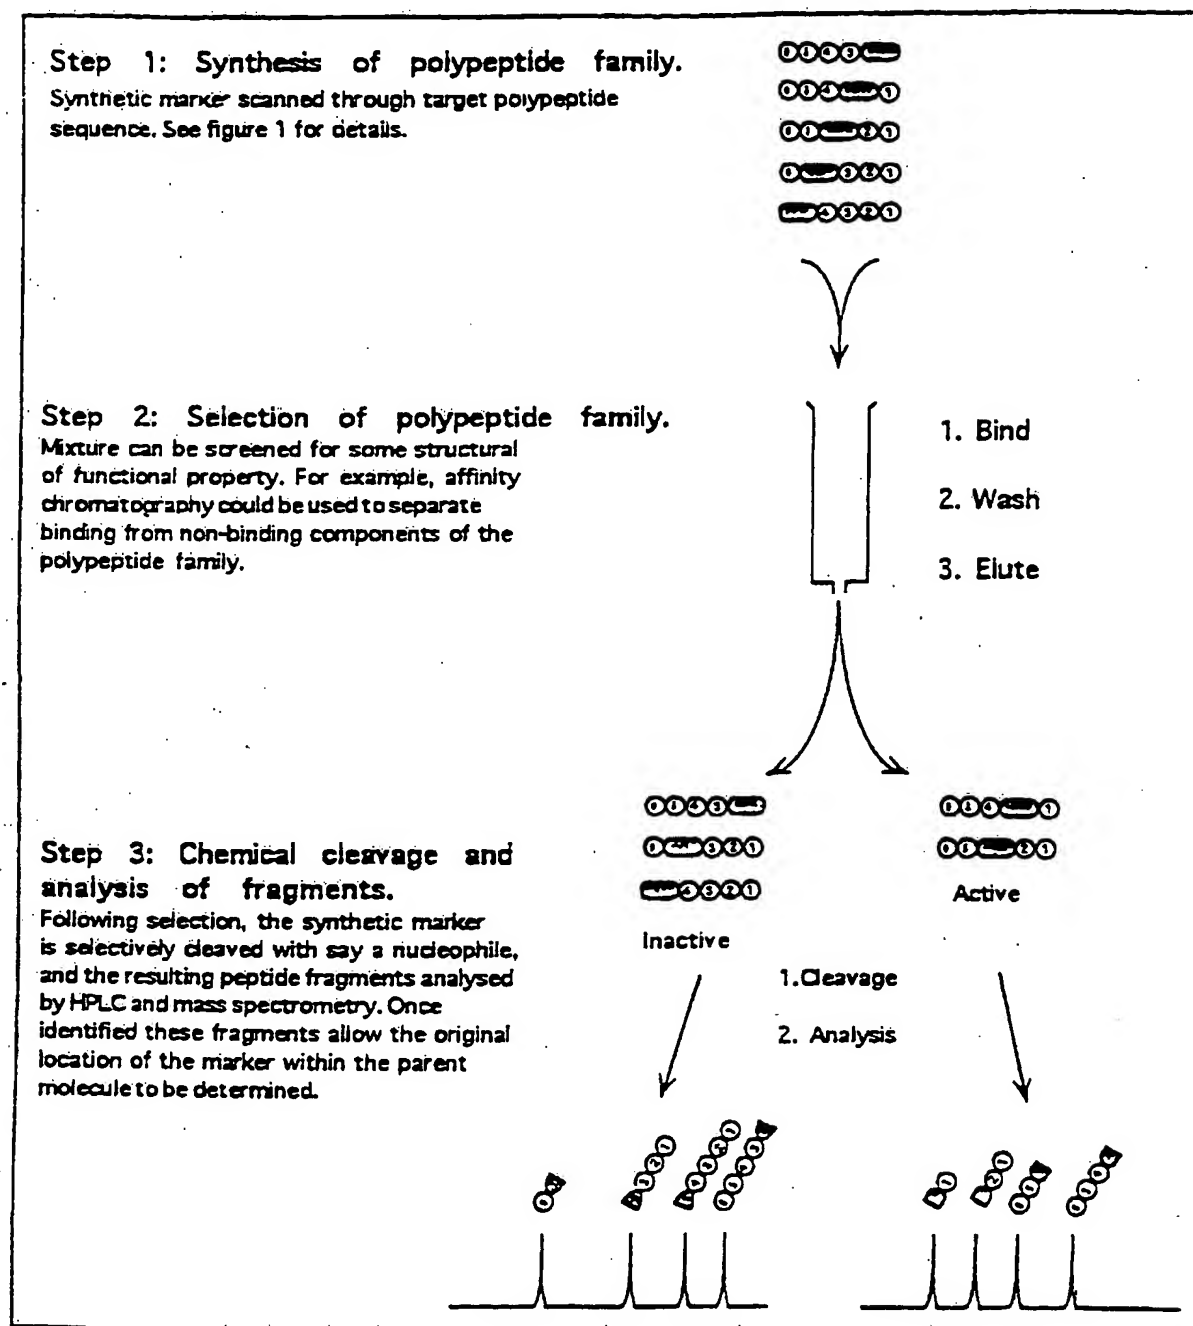 Step 1: Synthesis of polypeptide family.
Synthetic marker scanned through target polypeptide
sequence. See figure 1 for details.
Step 2: Selection of polypeptide family.
Mixture can be screened for some structural
of functional property. For example, affinity
chromatography could be used to separate
binding from non-binding components of the
polypeptide family.
1. Bind
2. Wash
3. Elute
Step 3: Chemical cleavage and
analysis of fragments.
Following selection, the synthetic marker
is selectively cleaved with say a nucleophile,
and the resulting peptide fragments analysed
by HPLC and mass spectrometry. Once
identified these fragments allow the original
location of the marker within the parent
molecule to be determined.
Inactive
Active
1.Cleavage
2. Analysis